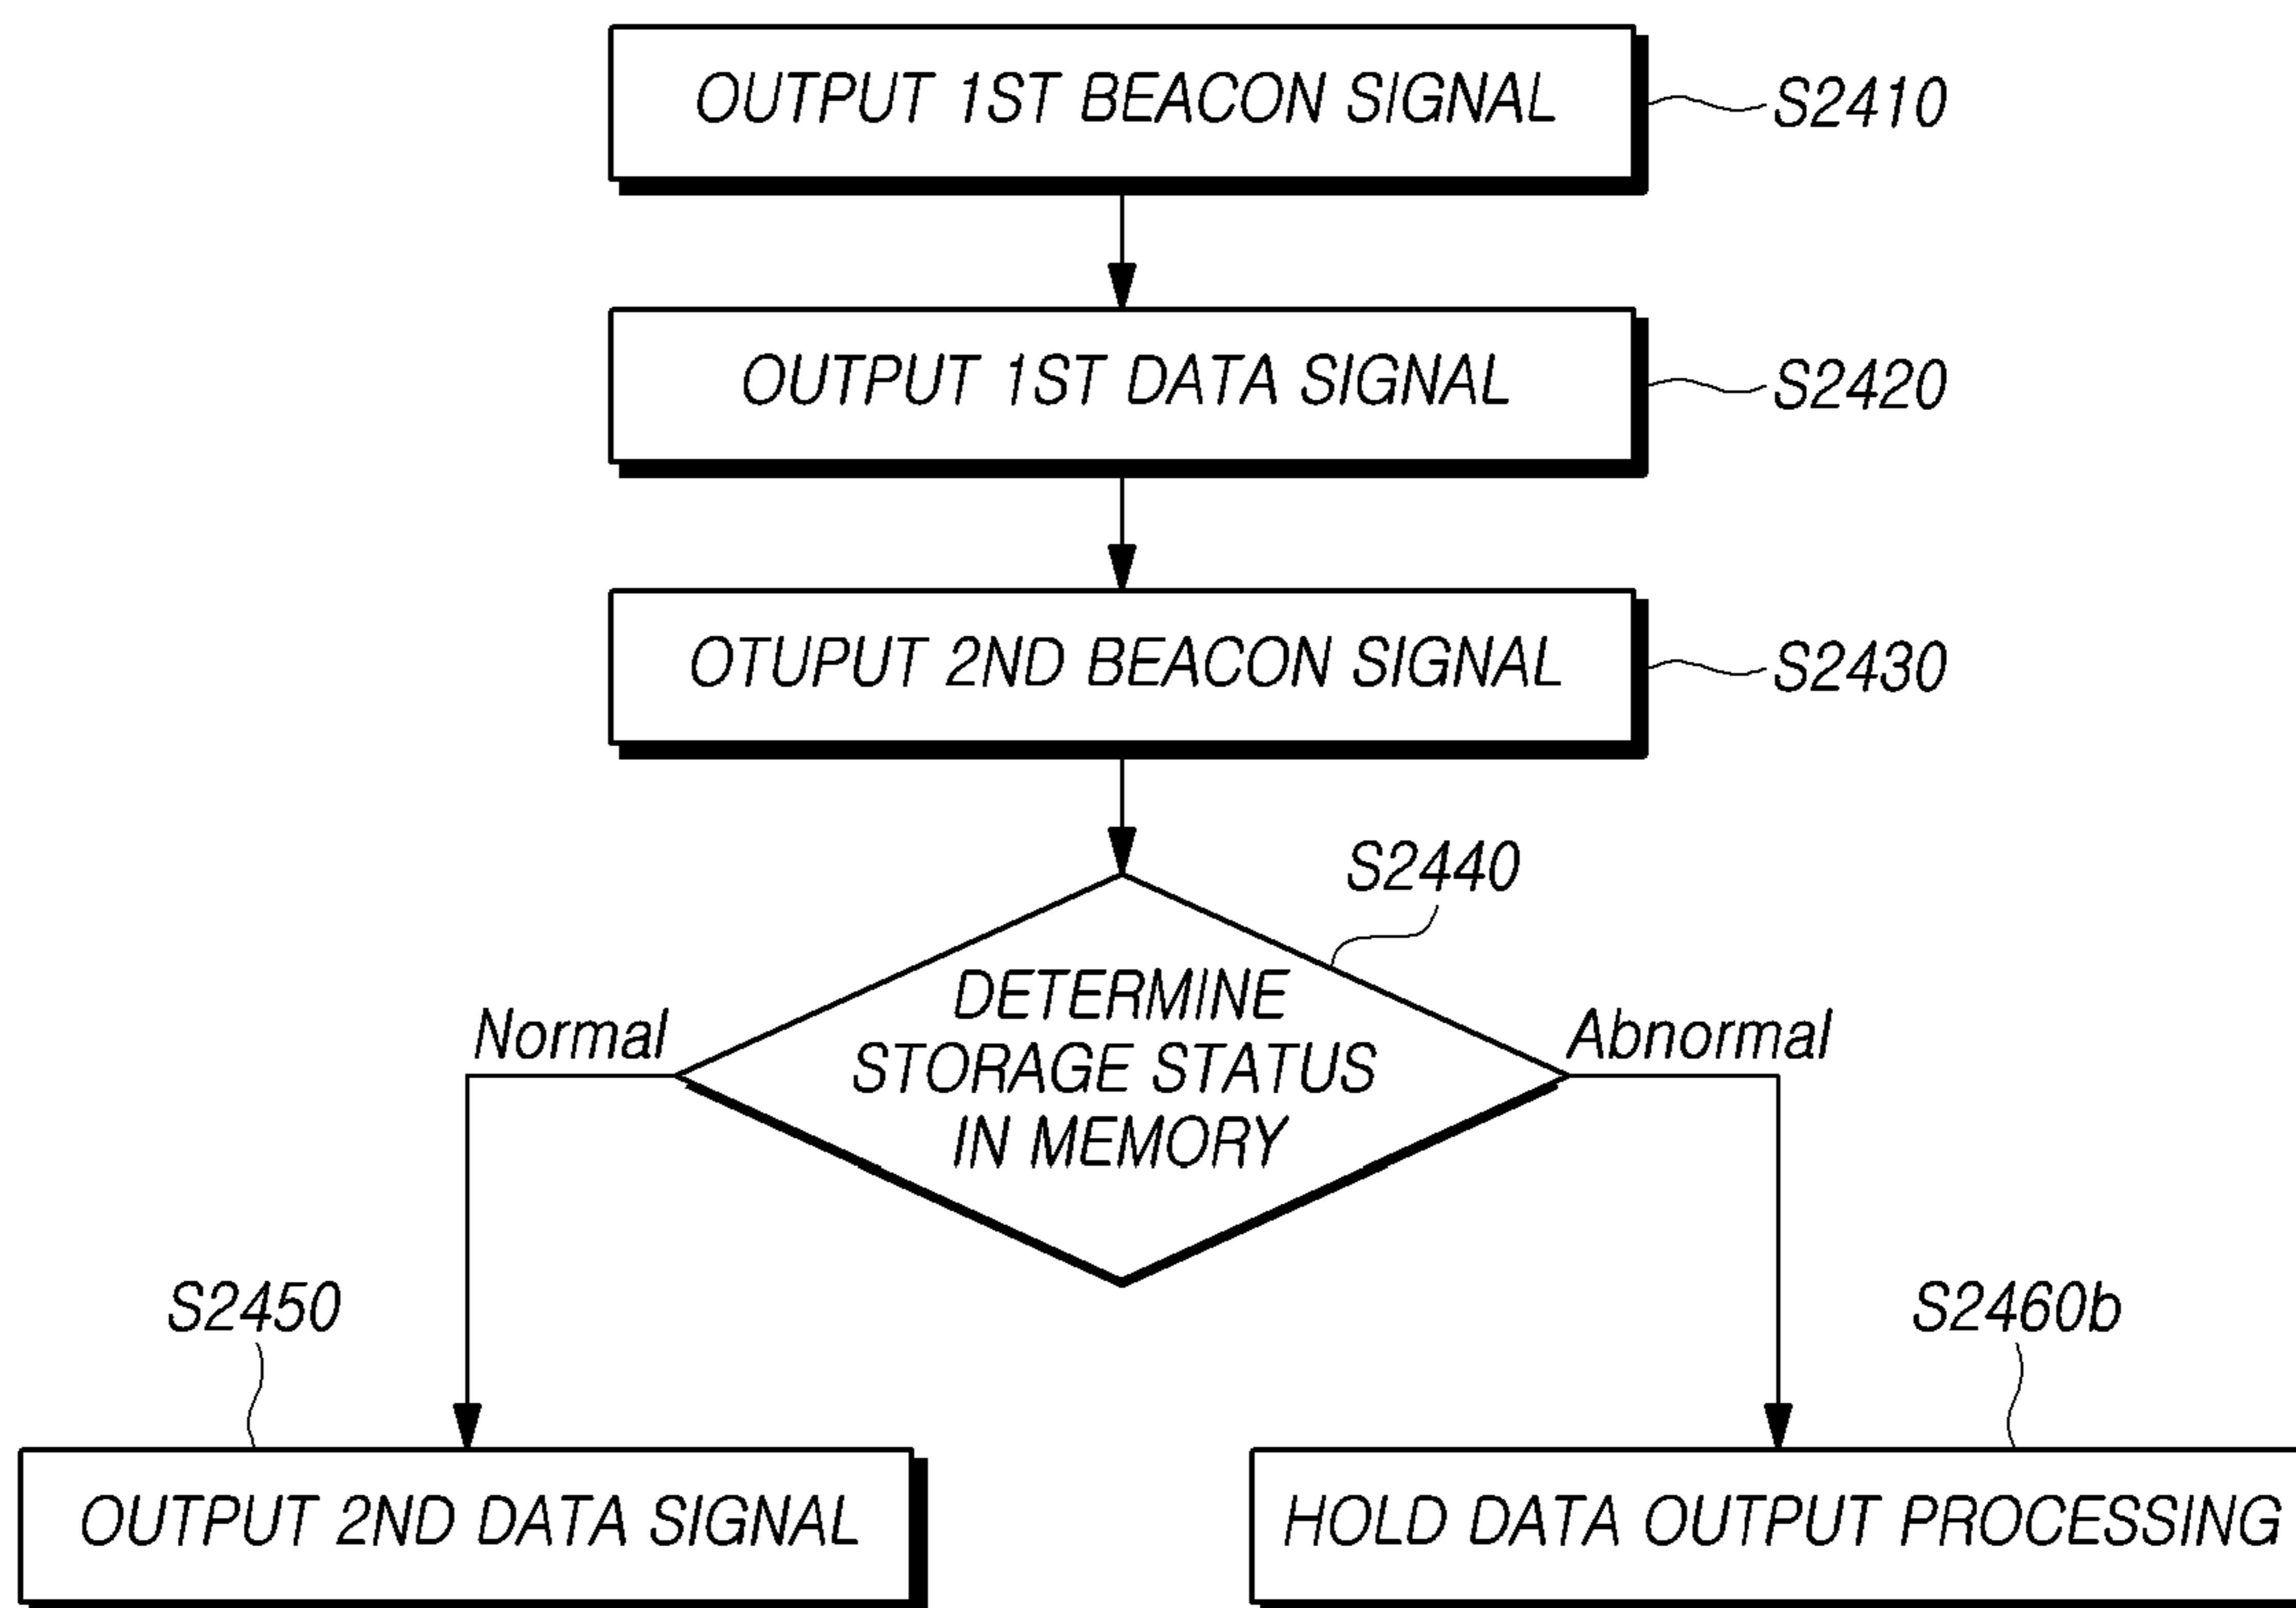 OUTPUT 1ST BEACON SIGNAL
S2410
OUTPUT 1ST DATA SIGNAL
S2420
OTUPUT 2ND BEACON SIGNAL
S2430
S2440
DETERMINE
STORAGE STATUS
IN MEMORY
Normal
Abnormal
S2450
S2460b
OUTPUT 2ND DATA SIGNAL
HOLD DATA OUTPUT PROCESSING